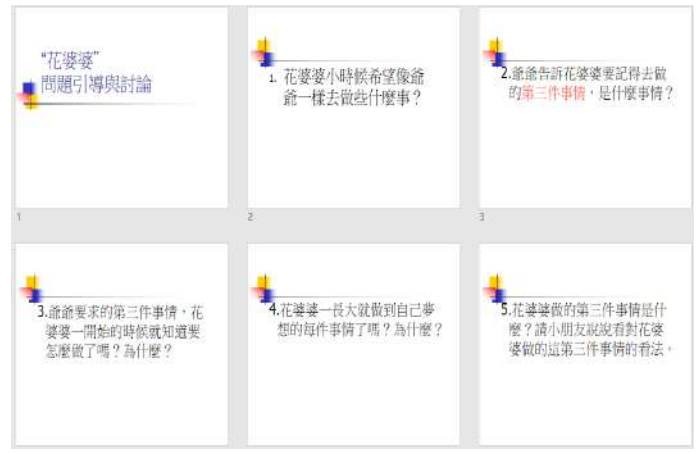 “花婆婆”
問題引導與討論
1. 花婆婆小時候希望像爺
爺一樣去做些什麼事？
2.爺爺告訴花婆婆要記得去做
的第三件事情，是什麼事情？
1
2
3
3.爺爺要求的第三件事情，花
婆婆一開始的時候就知道要
怎麼做了嗎？為什麼？
4.花婆婆一長大就做到自己夢
想的每件事情了嗎？為什麼？
5.花婆婆做的第三件事情是什
麼？請小朋友說說看對花婆
婆做的這第三件事情的看法。